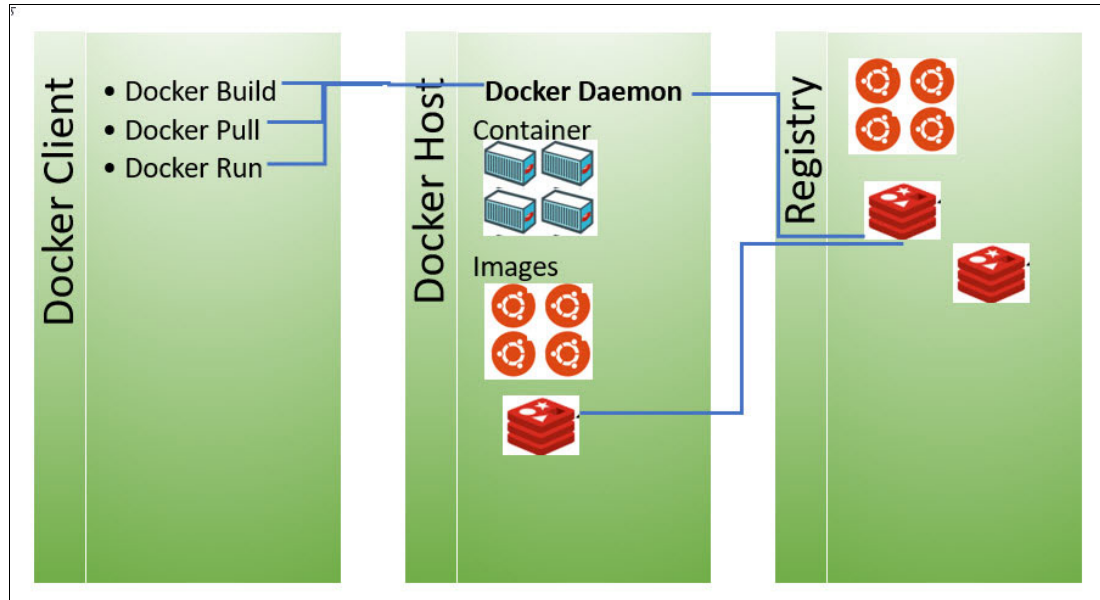 Docker Client
• Docker Build
• Docker Pull
• Docker Run
Docker Host
Docker Daemon
Container
Images
Registry